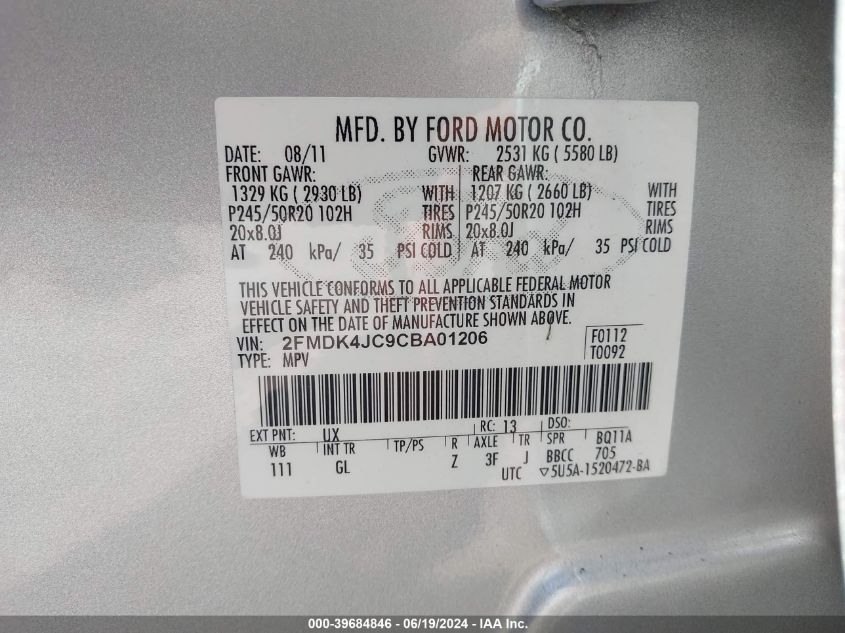 MFD. BY FORD MOTOR CO.
DATE: 08/11 GVWR: 2531 KG ( 5580 LB)
FRONT GAWR: REAR GAWR:
1329 KG ( 2930 LB) WITH 1207 KG ( 2660 LB) WITH
P245/50R20 102H TIRES P245/50R20 102H TIRES
20x8.0J RIMS 20x8.0J RIMS
AT 240 kPa/ 35 PSI COLD AT 240 kPa/ 35 PSI COLD
THIS VEHICLE CONFORMS TO ALL APPLICABLE FEDERAL MOTOR
VEHICLE SAFETY AND THEFT PREVENTION STANDARDS IN
EFFECT ON THE DATE OF MANUFACTURE SHOWN ABOVE.
VIN: 2FMDK4JC9CBA01206 F0112
TYPE: MPV T0092
EXT PNT: UX RC: 13 DSO:
WB INT TR TP/PS R AXLE TR SPR BQ11A
111 GL Z 3F J BBCC 705
UTC ▽5U5A-1520472-BA
000-39684846 06/19/2024 - IAAI.com